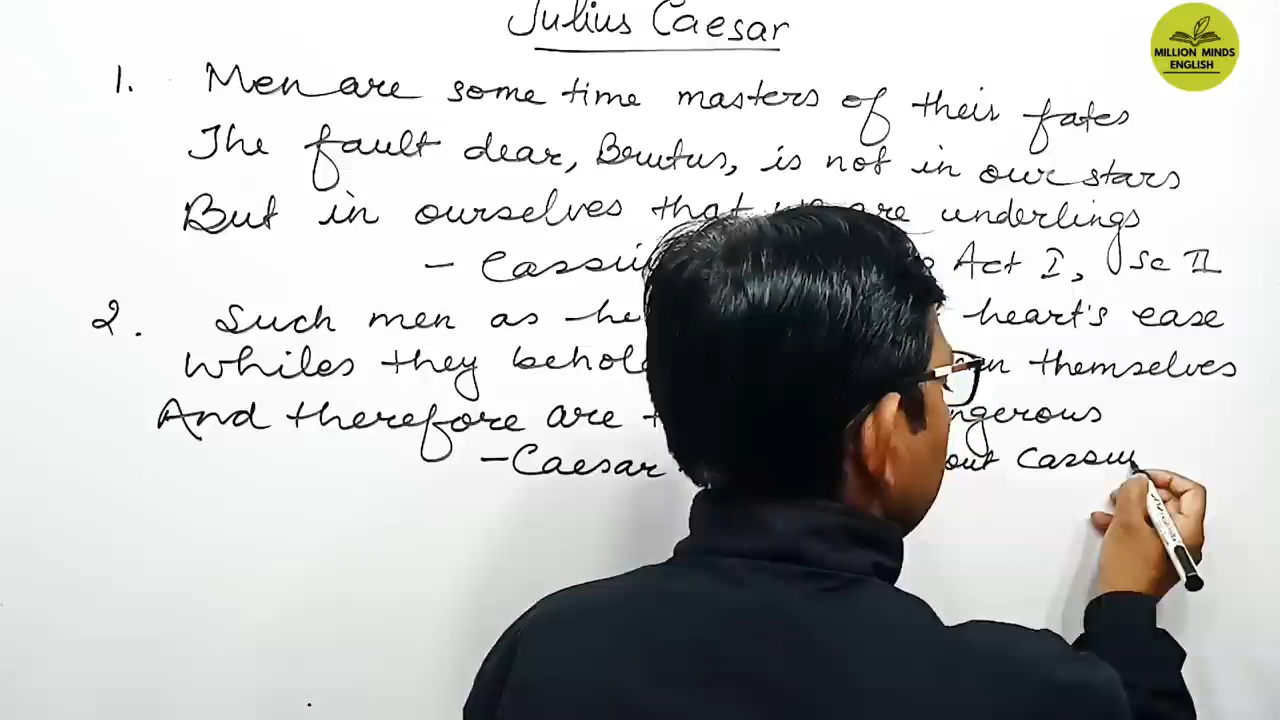 Julius Caesar
MILLION MINDS
ENGLISH
1. Men are some time masters of their fates
The fault dear, Brutus, is not in our stars
But in ourselves that we are underlings
- Act I, Sc II
2. Such men as heart's ease
Whiles they themselves
And therefore are
- Caesar Cassiu